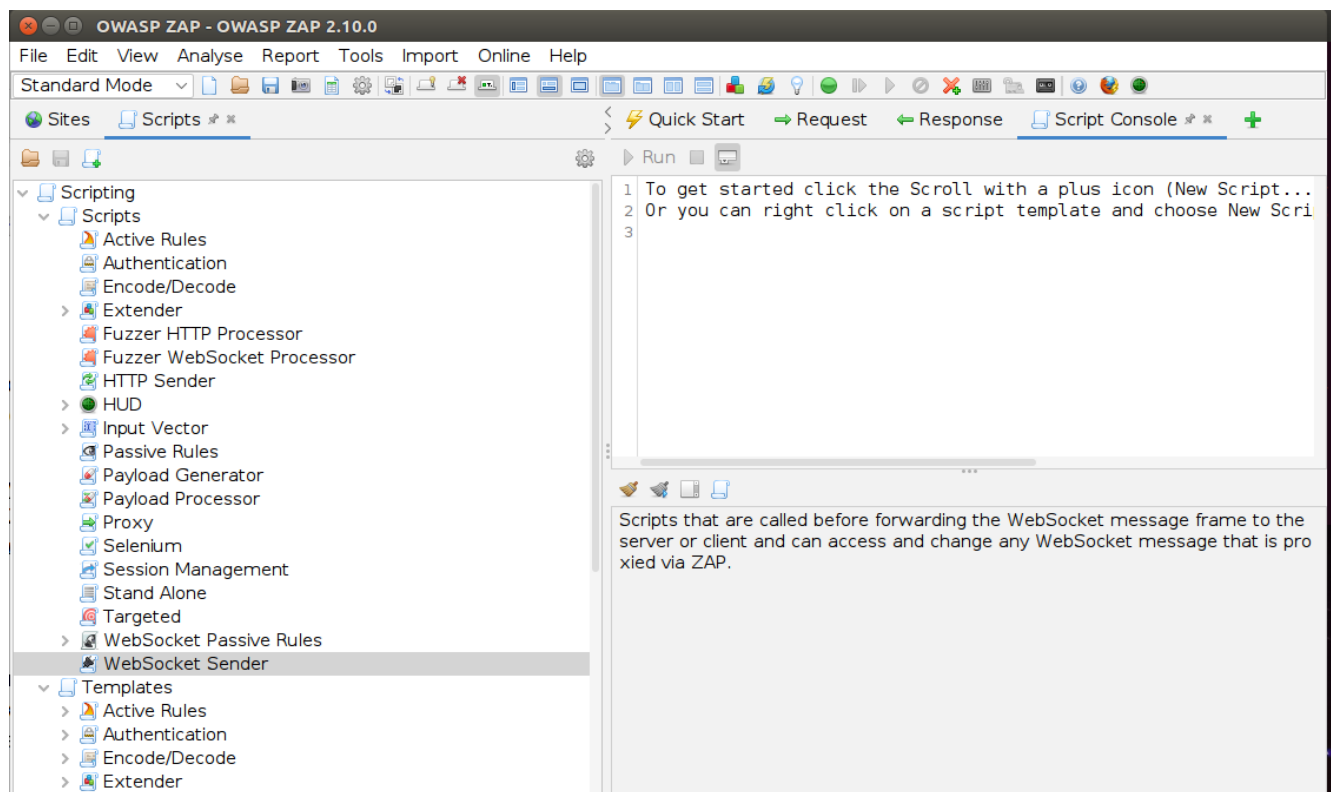 OWASP ZAP - OWASP ZAP 2.10.0
File Edit View Analyse Report Tools Import Online Help
Standard Mode
Sites Scripts
Quick Start Request Response Script Console
Run
Scripting
Scripts
Active Rules
Authentication
Encode/Decode
Extender
Fuzzer HTTP Processor
Fuzzer WebSocket Processor
HTTP Sender
HUD
Input Vector
Passive Rules
Payload Generator
Payload Processor
Proxy
Selenium
Session Management
Stand Alone
Targeted
WebSocket Passive Rules
WebSocket Sender
Templates
Active Rules
Authentication
Encode/Decode
Extender
1 To get started click the Scroll with a plus icon (New Script...
2 Or you can right click on a script template and choose New Scri
3
Scripts that are called before forwarding the WebSocket message frame to the
server or client and can access and change any WebSocket message that is pro
xied via ZAP.